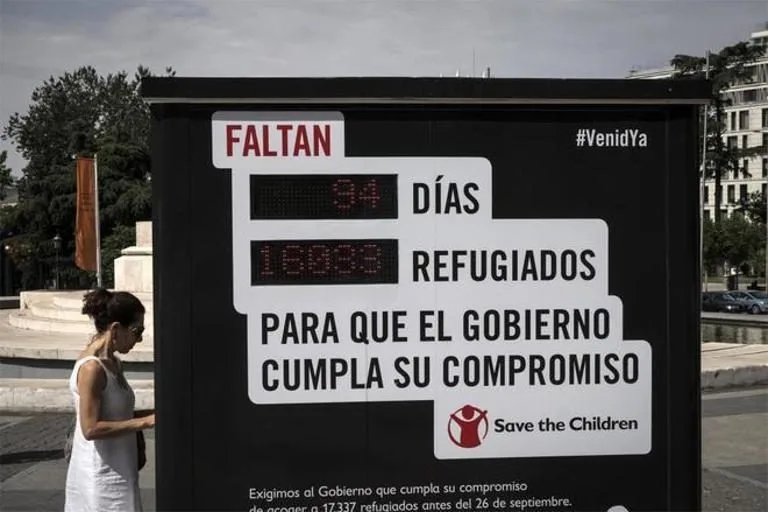 FALTAN
#VenidYa
94 DÍAS
REFUGIADOS
PARA QUE EL GOBIERNO
CUMPLA SU COMPROMISO
Save the Children
Exigimos al Gobierno que cumpla su compromiso
de acoger a 17.337 refugiados antes del 26 de septiembre.